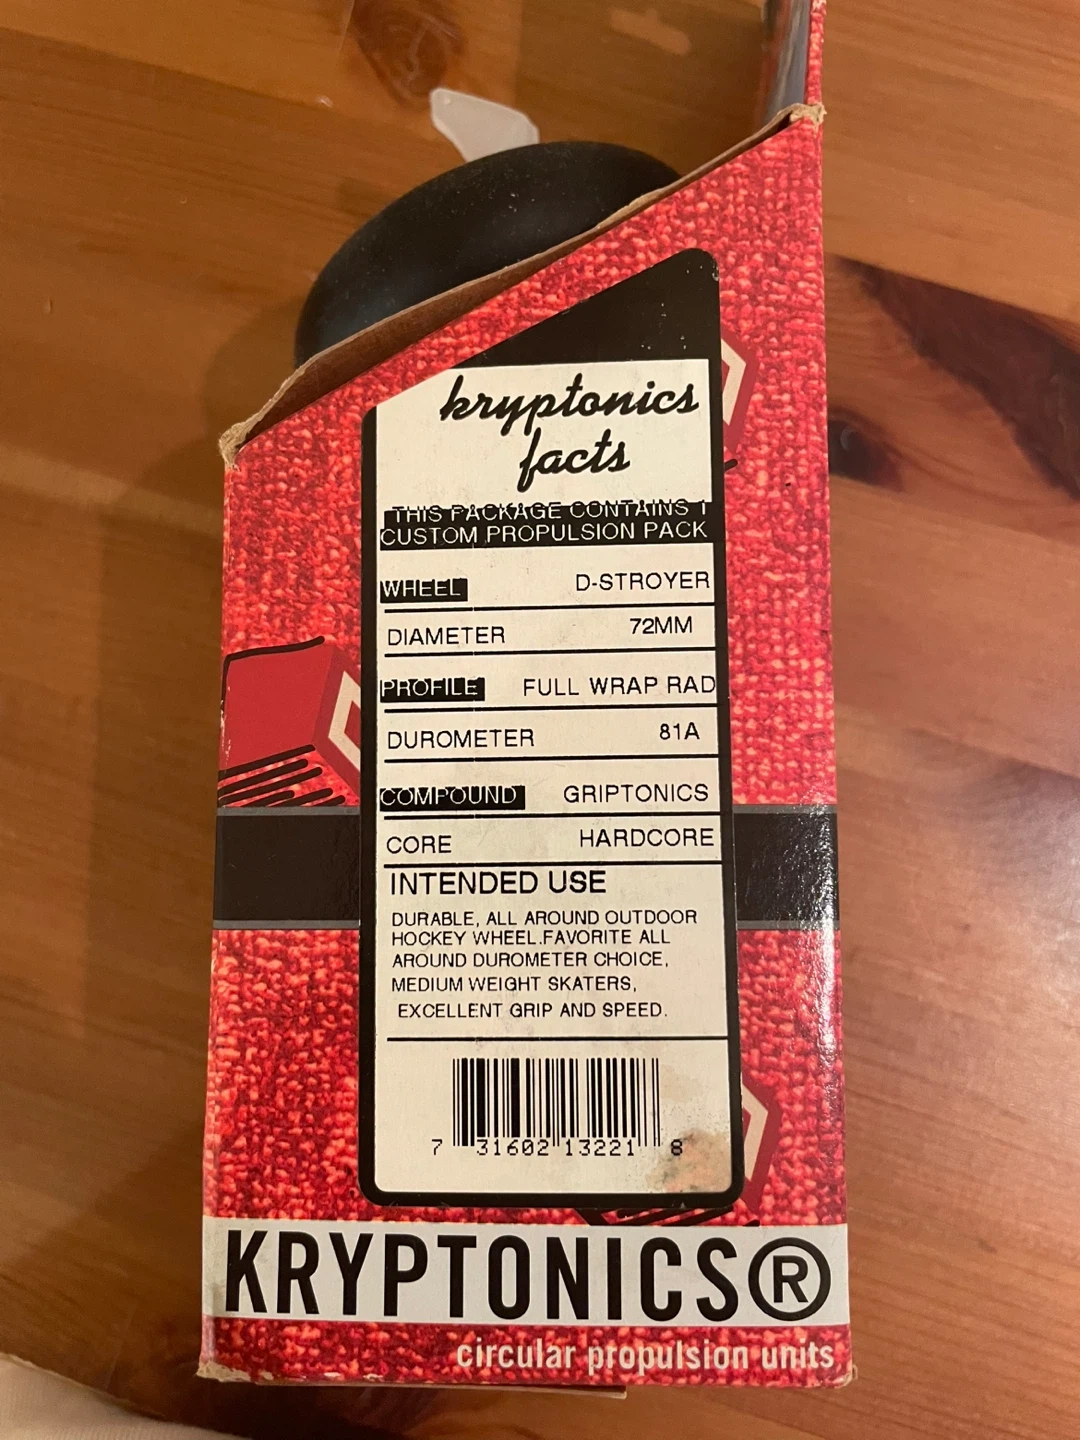 kryptonics
facts
THIS PACKAGE CONTAINS 1
CUSTOM PROPULSION PACK
WHEEL D-STROYER
DIAMETER 72MM
PROFILE FULL WRAP RAD
DUROMETER 81A
COMPOUND GRIPTONICS
CORE HARDCORE
INTENDED USE
DURABLE, ALL AROUND OUTDOOR
HOCKEY WHEEL.FAVORITE ALL
AROUND DUROMETER CHOICE,
MEDIUM WEIGHT SKATERS,
EXCELLENT GRIP AND SPEED.
7 31602 13221 8
KRYPTONICS®
circular propulsion units